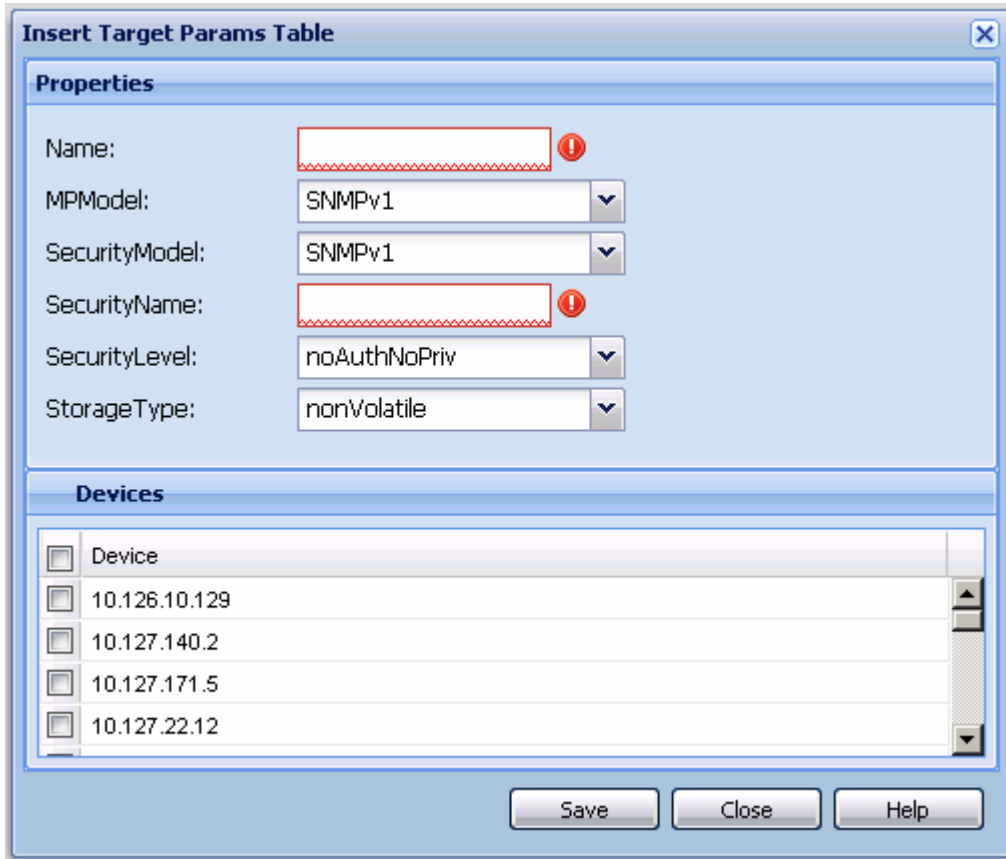 Insert Target Params Table
Properties
Name:
MPModel: SNMPv1
SecurityModel: SNMPv1
SecurityName:
SecurityLevel: noAuthNoPriv
StorageType: nonVolatile
Devices
Device
10.126.10.129
10.127.140.2
10.127.171.5
10.127.22.12
Save Close Help